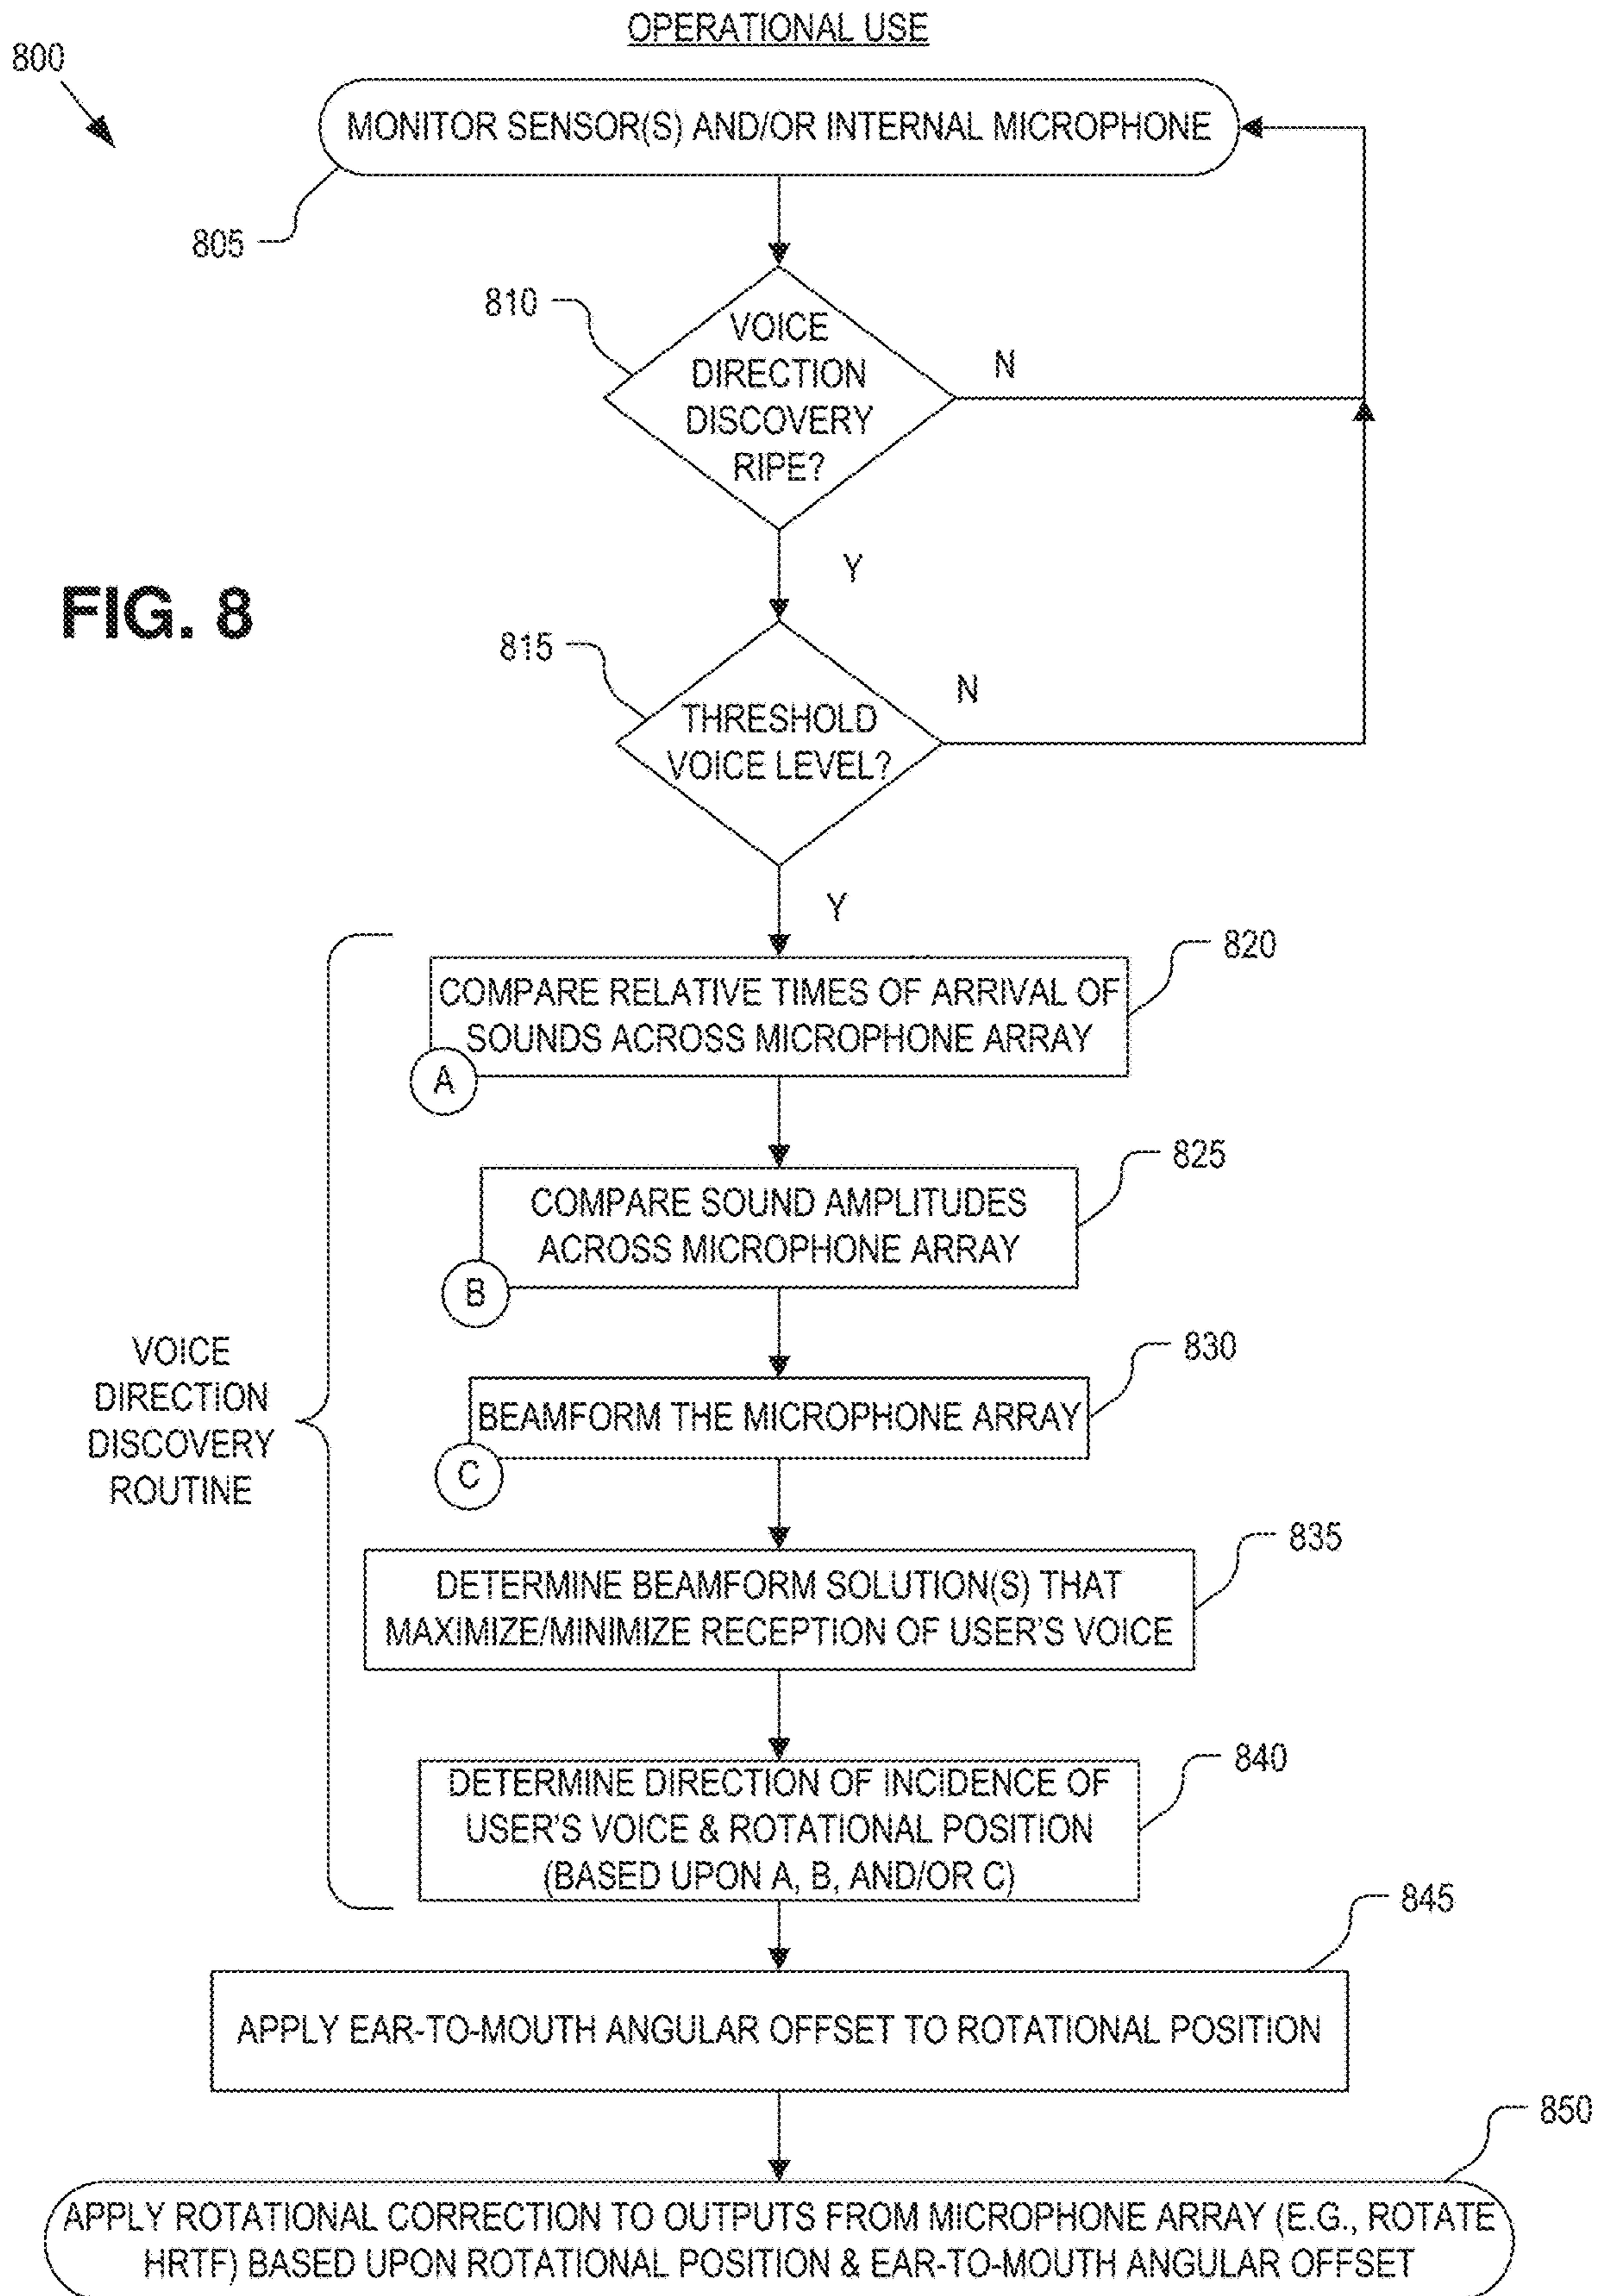 OPERATIONAL USE
800
MONITOR SENSOR(S) AND/OR INTERNAL MICROPHONE
805
810
VOICE
DIRECTION
DISCOVERY
RIPE?
N
Y
FIG. 8
815
THRESHOLD
VOICE LEVEL?
N
Y
820
COMPARE RELATIVE TIMES OF ARRIVAL OF
SOUNDS ACROSS MICROPHONE ARRAY
A
825
COMPARE SOUND AMPLITUDES
ACROSS MICROPHONE ARRAY
B
830
BEAMFORM THE MICROPHONE ARRAY
C
VOICE
DIRECTION
DISCOVERY
ROUTINE
835
DETERMINE BEAMFORM SOLUTION(S) THAT
MAXIMIZE/MINIMIZE RECEPTION OF USER'S VOICE
840
DETERMINE DIRECTION OF INCIDENCE OF
USER'S VOICE & ROTATIONAL POSITION
(BASED UPON A, B, AND/OR C)
845
APPLY EAR-TO-MOUTH ANGULAR OFFSET TO ROTATIONAL POSITION
850
APPLY ROTATIONAL CORRECTION TO OUTPUTS FROM MICROPHONE ARRAY (E.G., ROTATE
HRTF) BASED UPON ROTATIONAL POSITION & EAR-TO-MOUTH ANGULAR OFFSET